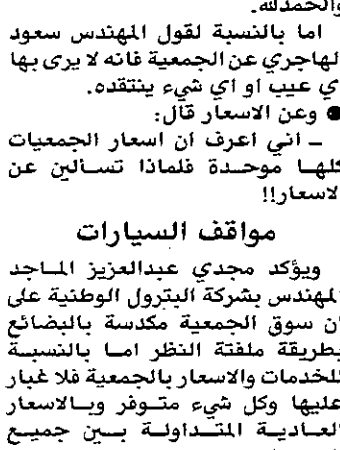 والحمدلله.
اما بالنسبة لقول المهندس سعود
الهاجري عن الجمعية فانه لا يرى بها
اي عيب او اي شيء ينتقده.
● وعن الاسعار قال:
ـ اني اعرف ان اسعار الجمعيات
كلها موحدة فلماذا تسألين عن
الاسعار!!
مواقف السيارات
ويؤكد مجدي عبدالعزيز الماجد
المهندس بشركة البترول الوطنية على
ان سوق الجمعية مكدسة بالبضائع
بطريقة ملفتة النظر اما بالنسبة
للخدمات والاسعار بالجمعية فلا غبار
عليها وكل شيء متوفر وبالاسعار
العادية المتداولة بين جميع